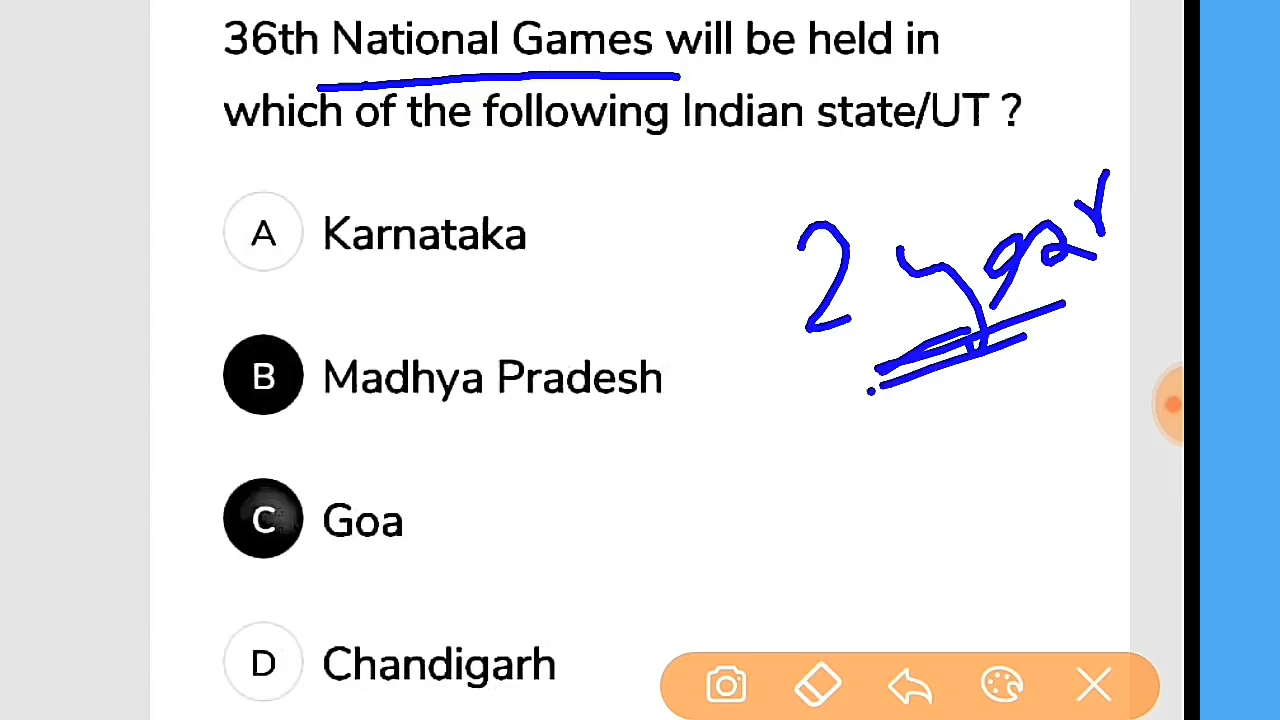 36th National Games will be held in
which of the following Indian state/UT ?
A Karnataka
2 year
B Madhya Pradesh
C Goa
D Chandigarh